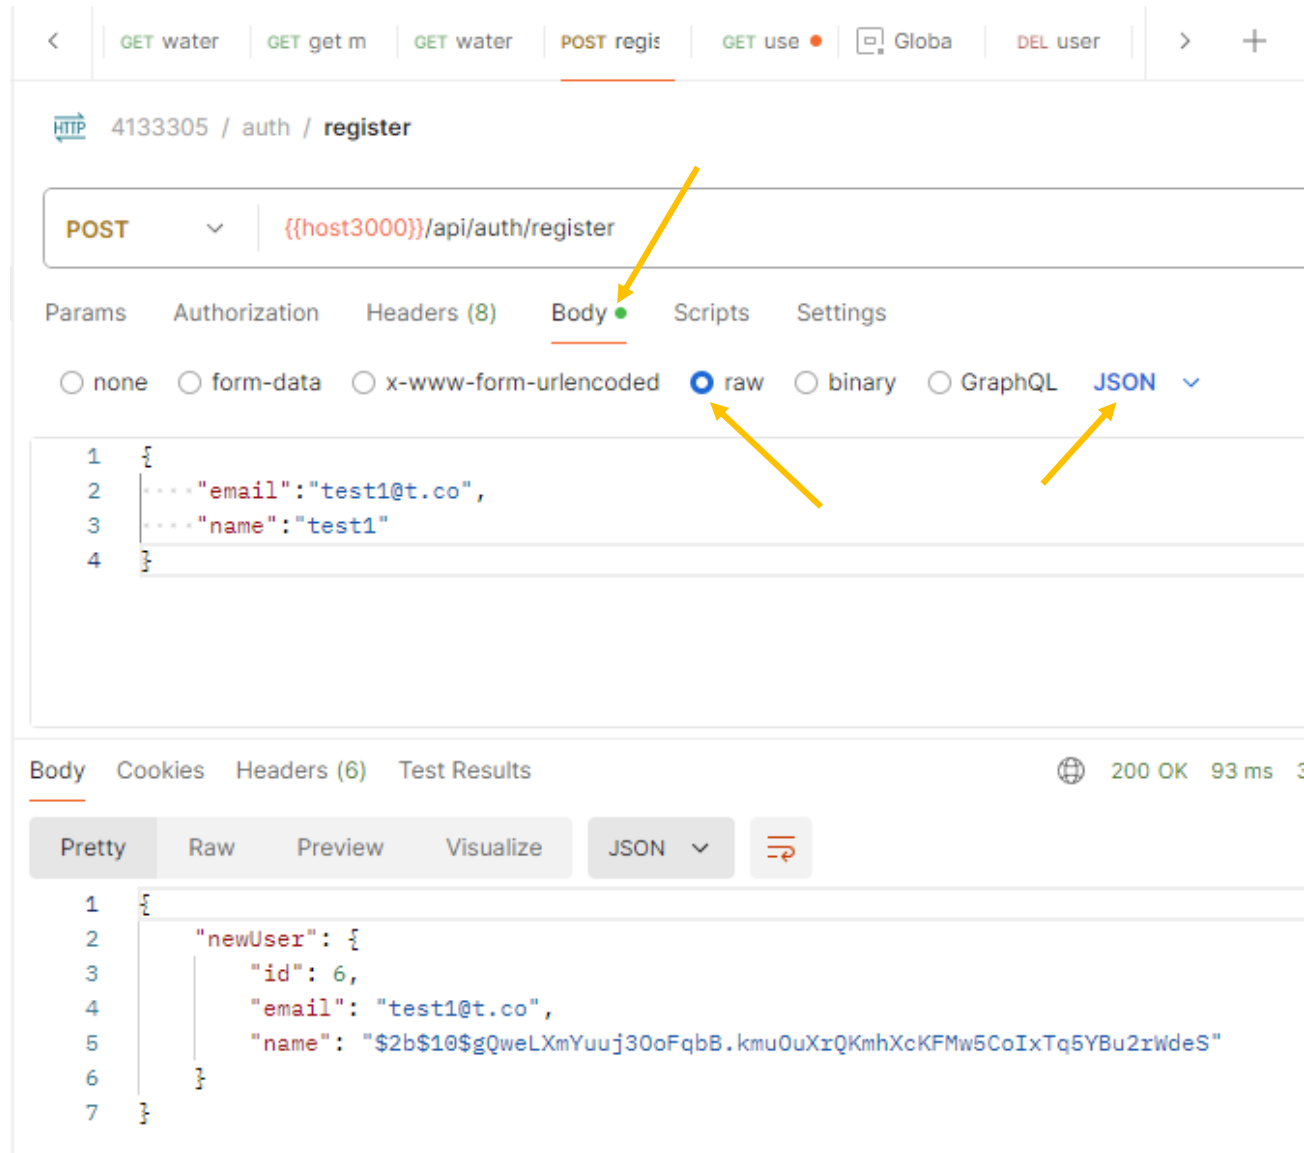 GET water GET get m GET water POST regis GET use Globa DEL user
HTTP 4133305 / auth / register
POST {{host3000}}/api/auth/register
Params Authorization Headers (8) Body Scripts Settings
none form-data x-www-form-urlencoded raw binary GraphQL JSON
1 {
2 "email":"test1@t.co",
3 "name":"test1"
4 }
Body Cookies Headers (6) Test Results 200 OK 93 ms
Pretty Raw Preview Visualize JSON
1 {
2 "newUser": {
3 "id": 6,
4 "email": "test1@t.co",
5 "name": "$2b$10$gQweLXmYuuj3OoFqbB.kmuOuXrQKmhXcKFMw5CoIxTq5YBu2rWdeS"
6 }
7 }